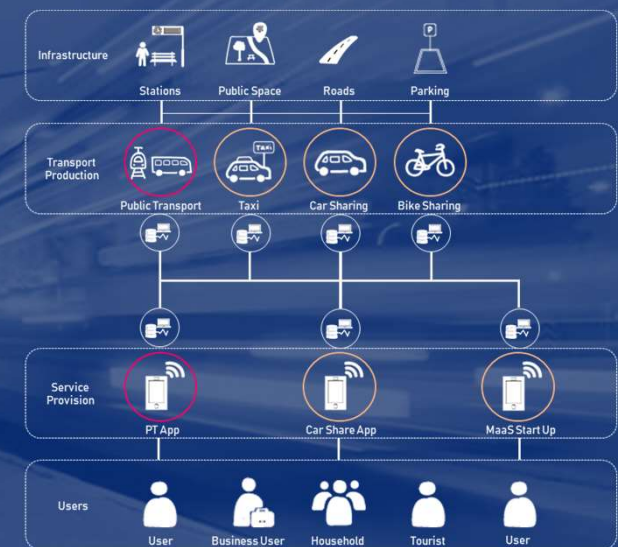 Infrastructure
Stations
Public Space
P
Roads
Parking
Transport
Production
Taxi
Public Transport
Taxi
Car Sharing
Bike Sharing
Service
Provision
PT App
Car Share App
MaaS Start Up
Users
User
Business User
Household
Tourist
User